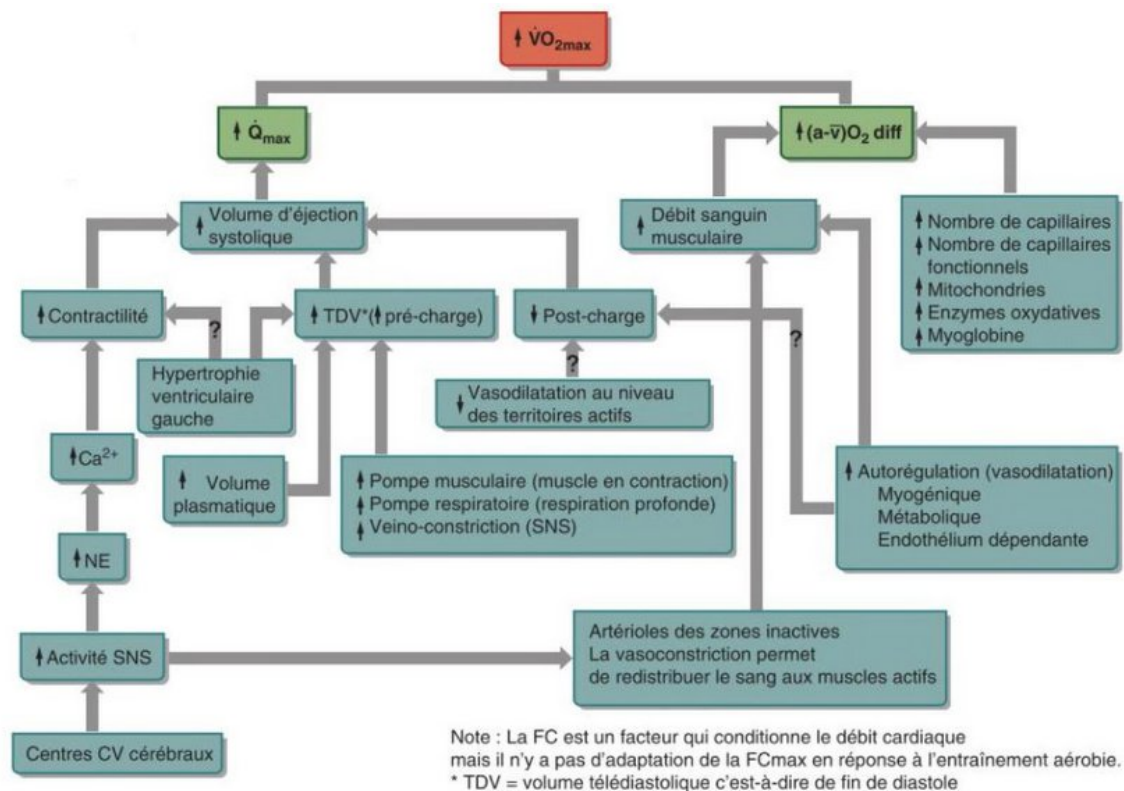 ↑ V̇O₂max
↑ Q̇max
↑(a-v̄)O₂ diff
↑ Volume d'éjection
systolique
↑ Débit sanguin
musculaire
↑ Nombre de capillaires
↑ Nombre de capillaires
fonctionnels
↑ Mitochondries
↑ Enzymes oxydatives
↑ Myoglobine
↑ Contractilité
?
↑ TDV*(↑ pré-charge)
↓ Post-charge
?
?
Hypertrophie
ventriculaire
gauche
↓ Vasodilatation au niveau
des territoires actifs
↑Ca²⁺
↑ Volume
plasmatique
↑ Pompe musculaire (muscle en contraction)
↑ Pompe respiratoire (respiration profonde)
↑ Veino-constriction (SNS)
↑ Autorégulation (vasodilatation)
Myogénique
Métabolique
Endothélium dépendante
↑ NE
↑ Activité SNS
Artérioles des zones inactives
La vasoconstriction permet
de redistribuer le sang aux muscles actifs
Centres CV cérébraux
Note : La FC est un facteur qui conditionne le débit cardiaque
mais il n'y a pas d'adaptation de la FCmax en réponse à l'entraînement aérobie.
* TDV = volume télédiastolique c'est-à-dire de fin de diastole